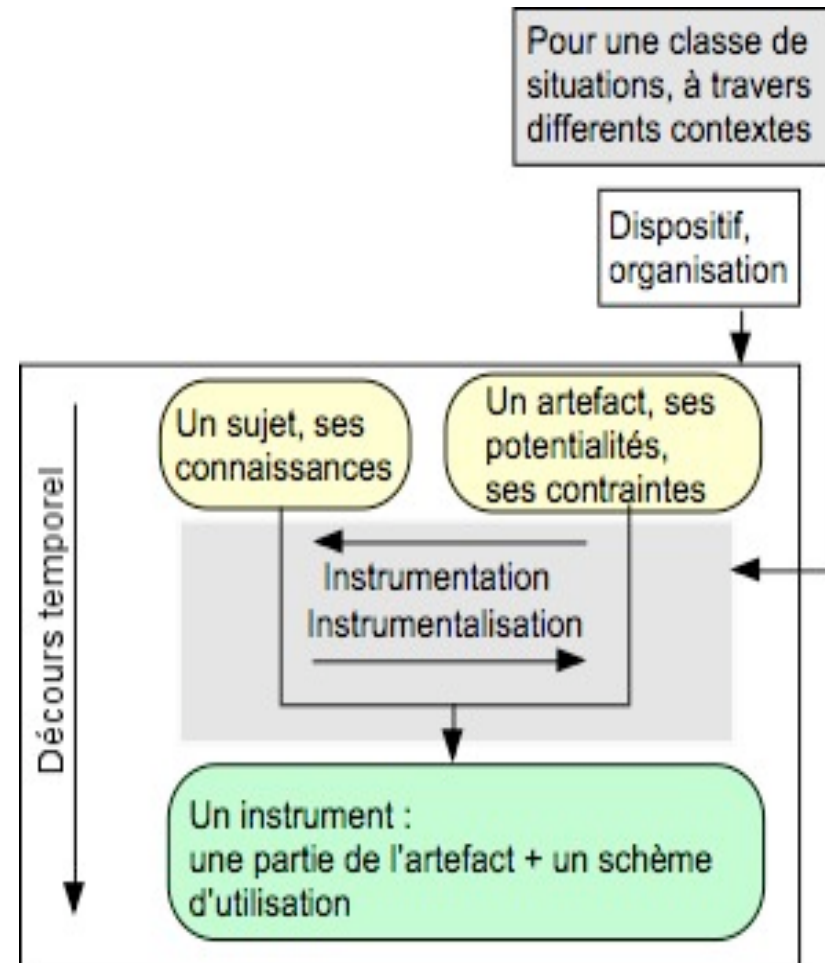 Pour une classe de
situations, à travers
differents contextes
Dispositif,
organisation
Décours temporel
Un sujet, ses
connaissances
Un artefact, ses
potentialités,
ses contraintes
Instrumentation
Instrumentalisation
Un instrument :
une partie de l'artefact + un schème
d'utilisation